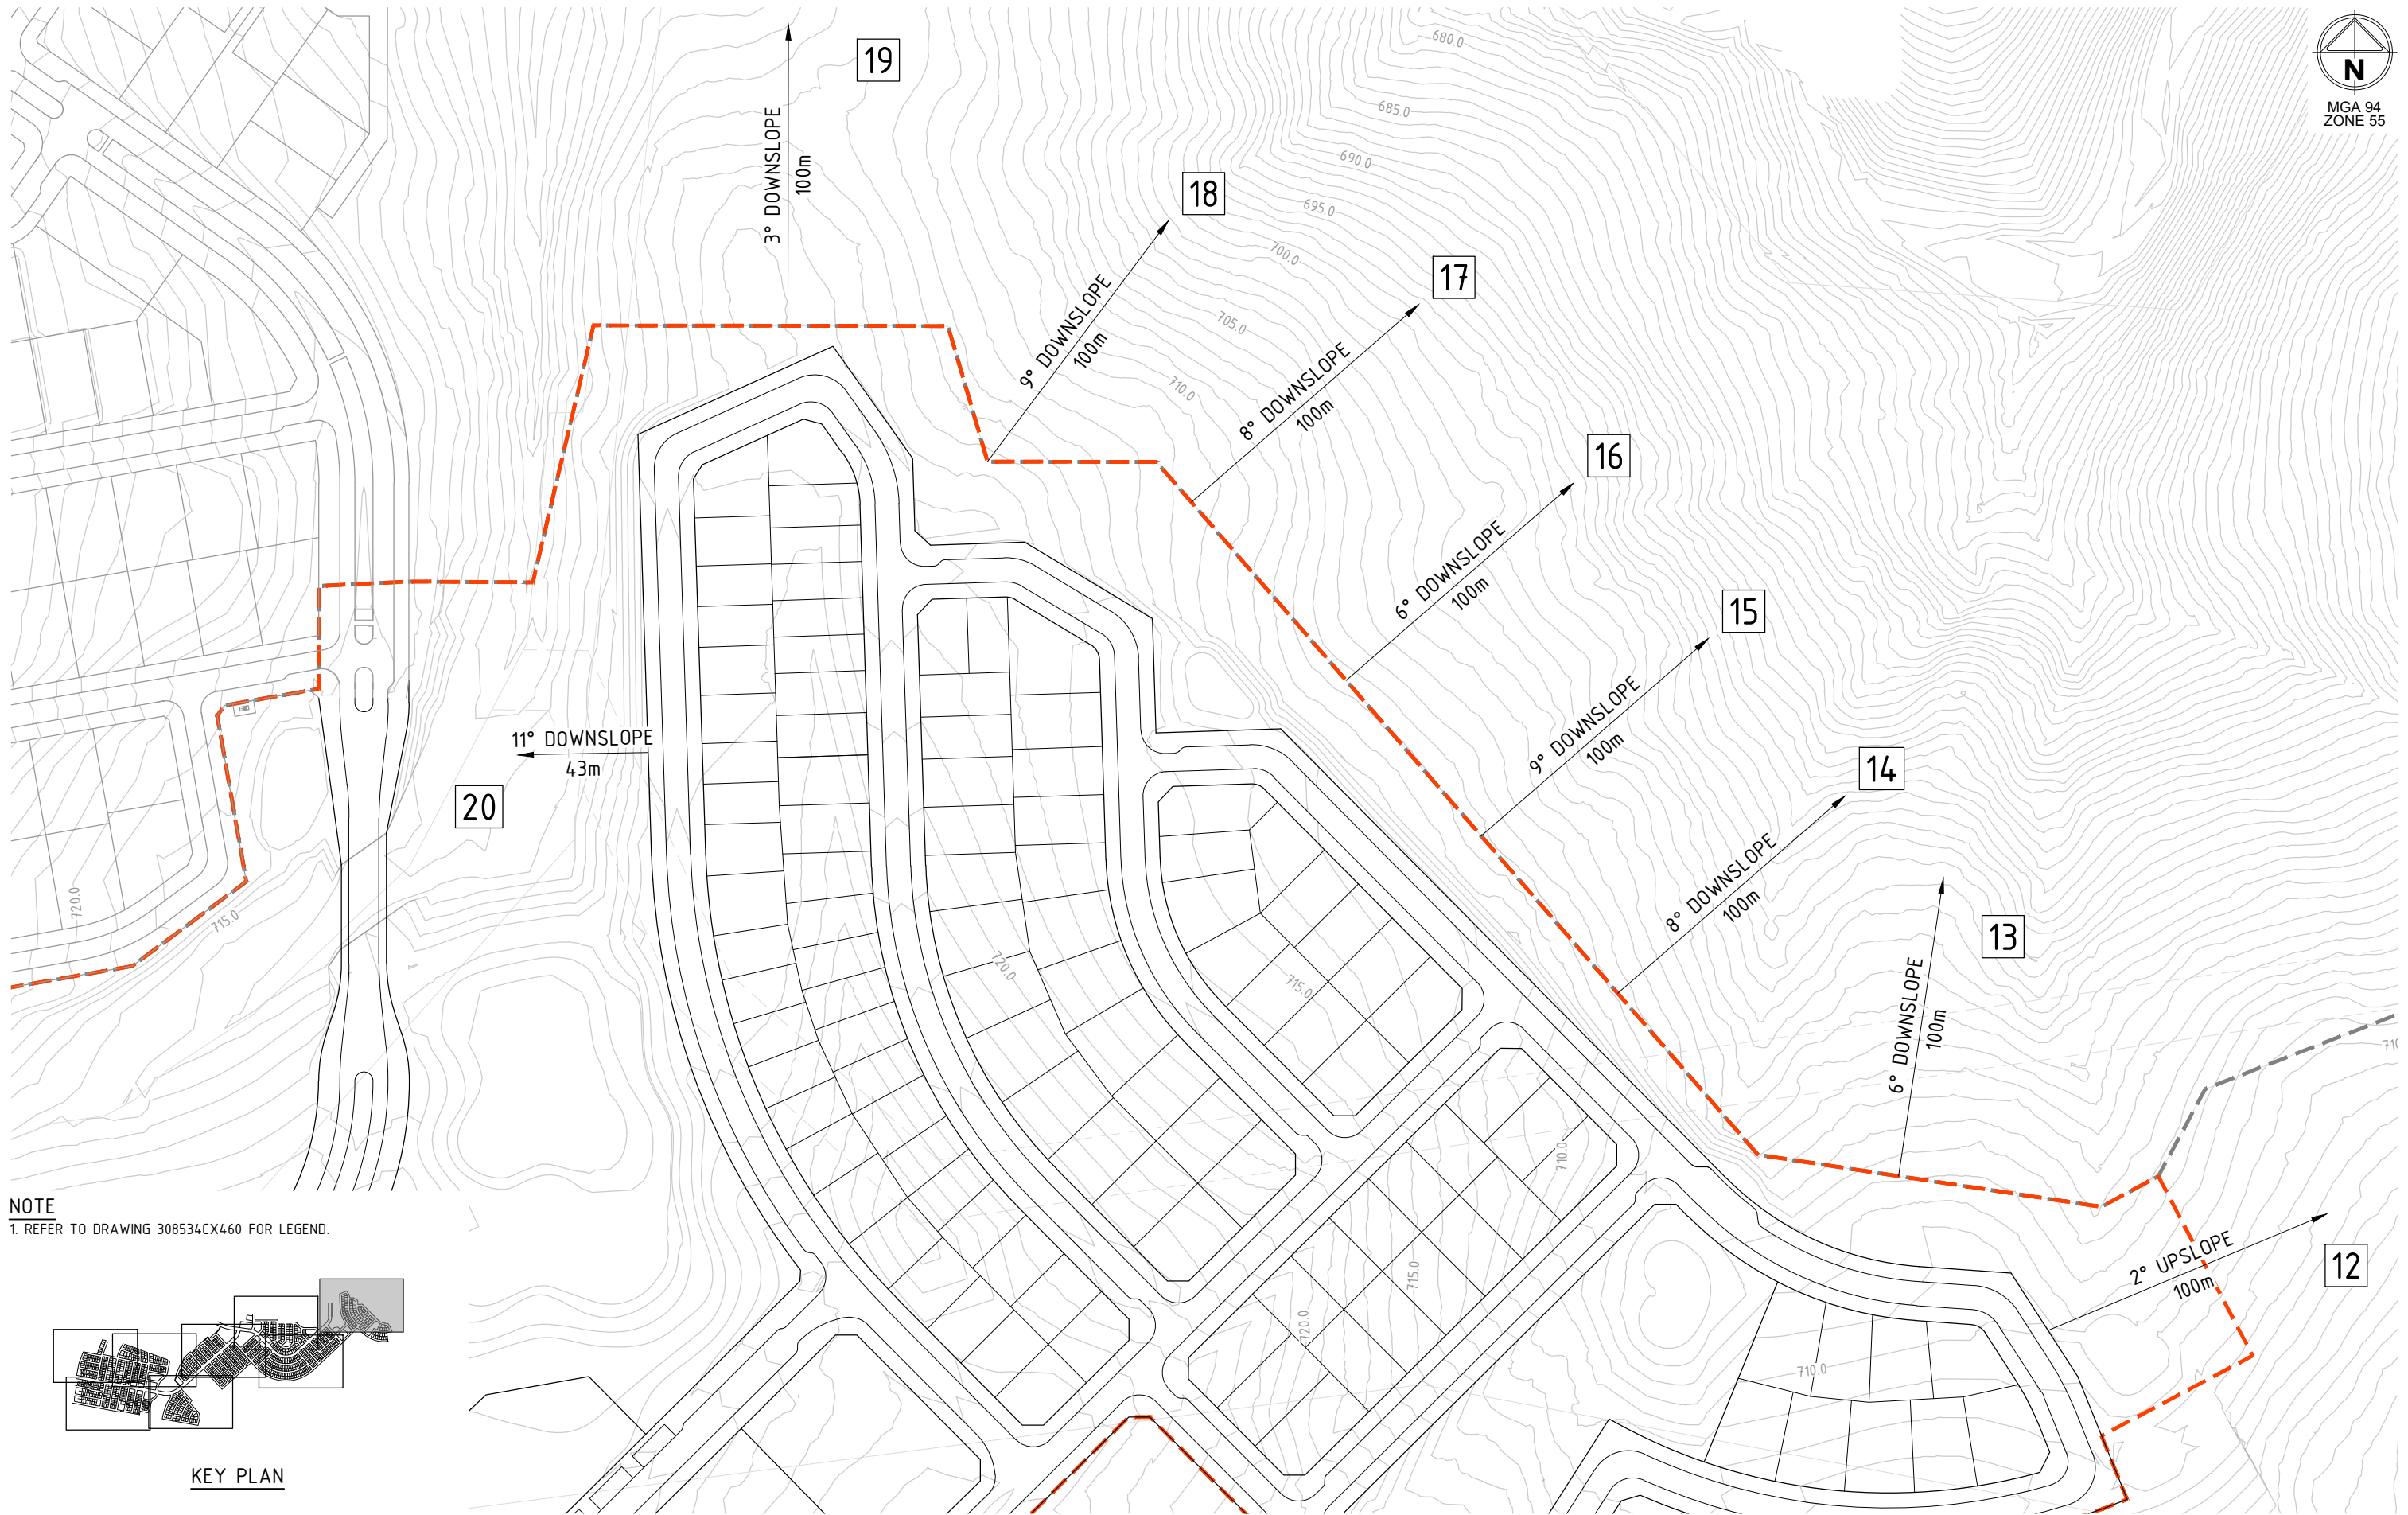 680.0
19
685.0
N
MGA 94
ZONE 55
3° DOWNSLOPE
100m
690.0
18
695.0
700.0
17
9° DOWNSLOPE
100m
705.0
8° DOWNSLOPE
100m
710.0
16
6° DOWNSLOPE
100m
15
11° DOWNSLOPE
43m
20
9° DOWNSLOPE
100m
14
8° DOWNSLOPE
100m
720.0
715.0
13
720.0
715.0
6° DOWNSLOPE
100m
710.0
NOTE
1. REFER TO DRAWING 308534CX460 FOR LEGEND.
2° UPSLOPE
100m
12
715.0
720.0
710.0
KEY PLAN